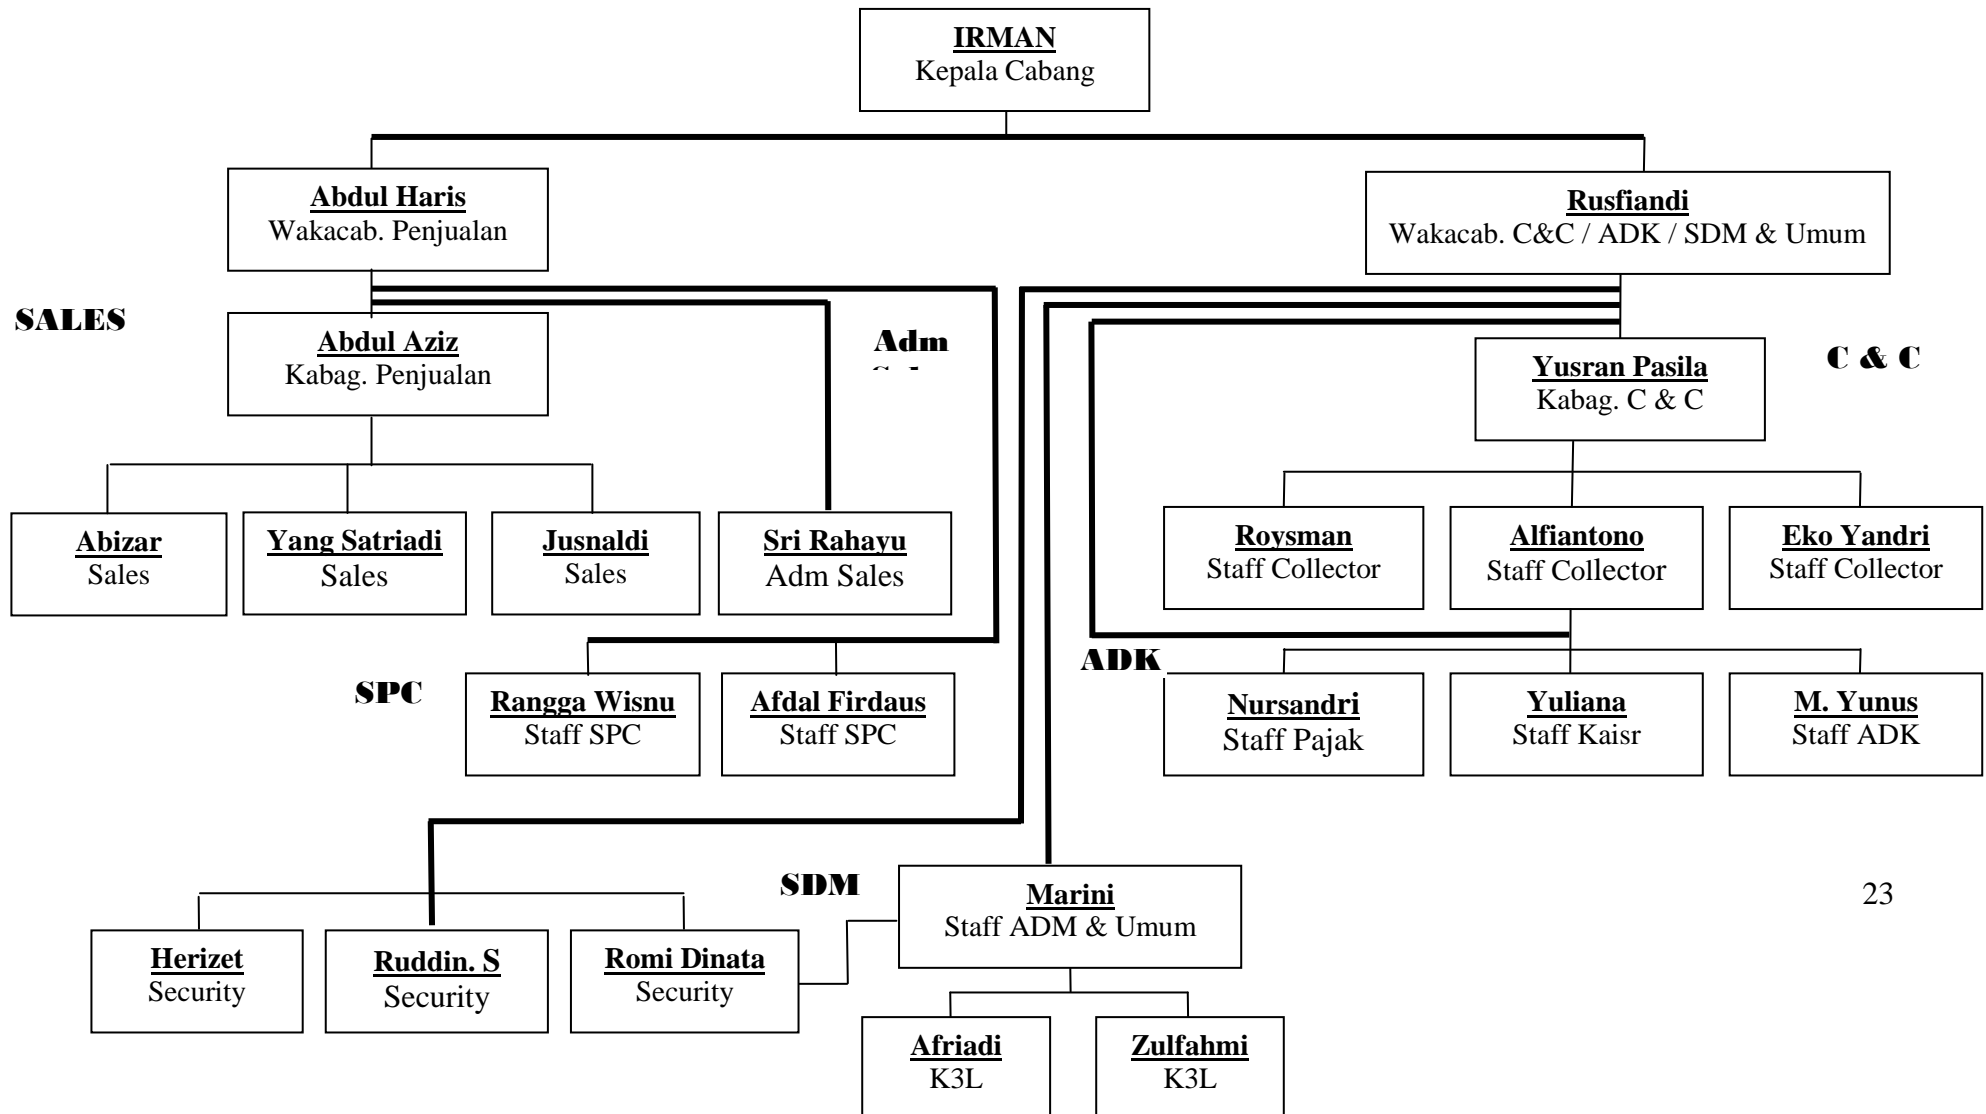 IRMAN
Kepala Cabang
Abdul Haris
Wakacab. Penjualan
Rusfiandi
Wakacab. C&C / ADK / SDM & Umum
SALES
Abdul Aziz
Kabag. Penjualan
Adm
Yusran Pasila
Kabag. C & C
C & C
Abizar
Sales
Yang Satriadi
Sales
Jusnaldi
Sales
Sri Rahayu
Adm Sales
Roysman
Staff Collector
Alfiantono
Staff Collector
Eko Yandri
Staff Collector
SPC
Rangga Wisnu
Staff SPC
Afdal Firdaus
Staff SPC
ADK
Nursandri
Staff Pajak
Yuliana
Staff Kaisr
M. Yunus
Staff ADK
SDM
Marini
Staff ADM & Umum
23
Herizet
Security
Ruddin. S
Security
Romi Dinata
Security
Afriadi
K3L
Zulfahmi
K3L